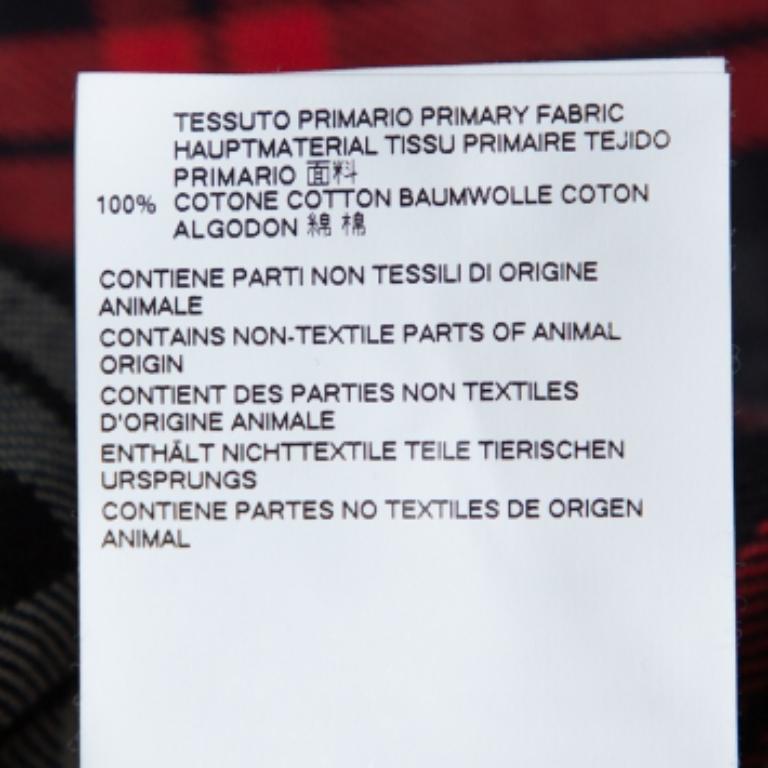 TESSUTO PRIMARIO PRIMARY FABRIC
HAUPTMATERIAL TISSU PRIMAIRE TEJIDO
PRIMARIO 面料
100% COTONE COTTON BAUMWOLLE COTON
ALGODON 綿 棉
CONTIENE PARTI NON TESSILI DI ORIGINE
ANIMALE
CONTAINS NON-TEXTILE PARTS OF ANIMAL
ORIGIN
CONTIENT DES PARTIES NON TEXTILES
D'ORIGINE ANIMALE
ENTHÄLT NICHTTEXTILE TEILE TIERISCHEN
URSPRUNGS
CONTIENE PARTES NO TEXTILES DE ORIGEN
ANIMAL